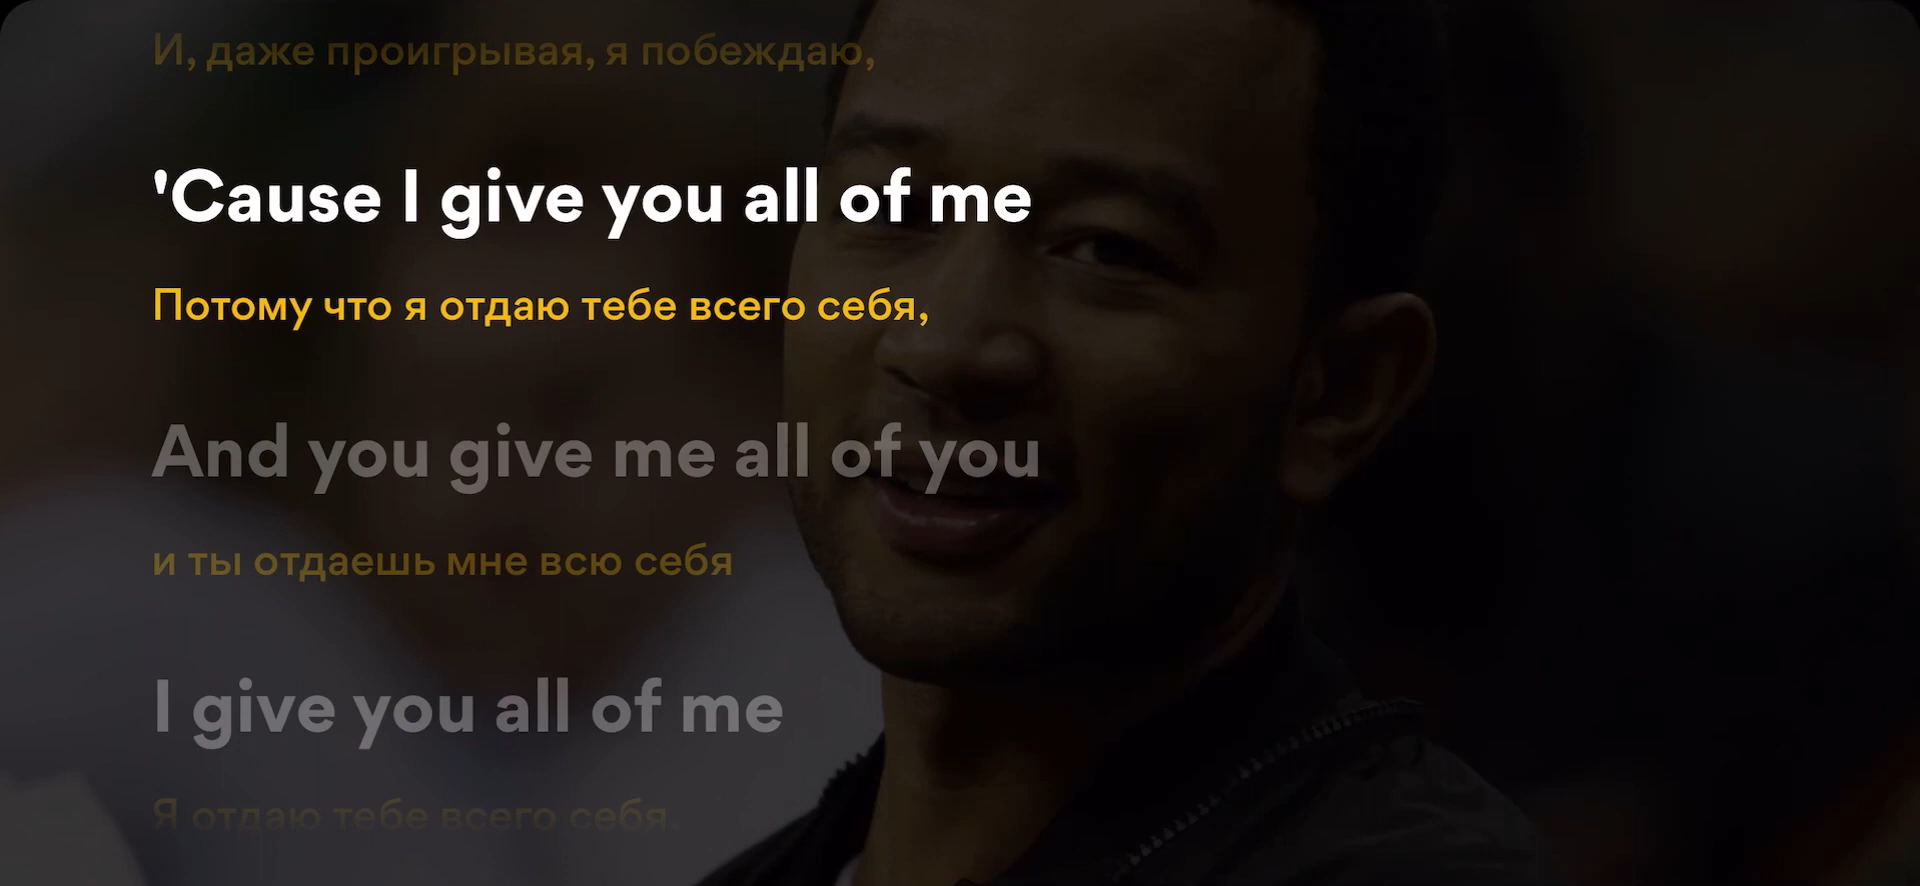 И, даже проигрывая, я побеждаю,
'Cause I give you all of me
Потому что я отдаю тебе всего себя,
And you give me all of you
и ты отдаешь мне всю себя
I give you all of me
Я отдаю тебе всего себя.